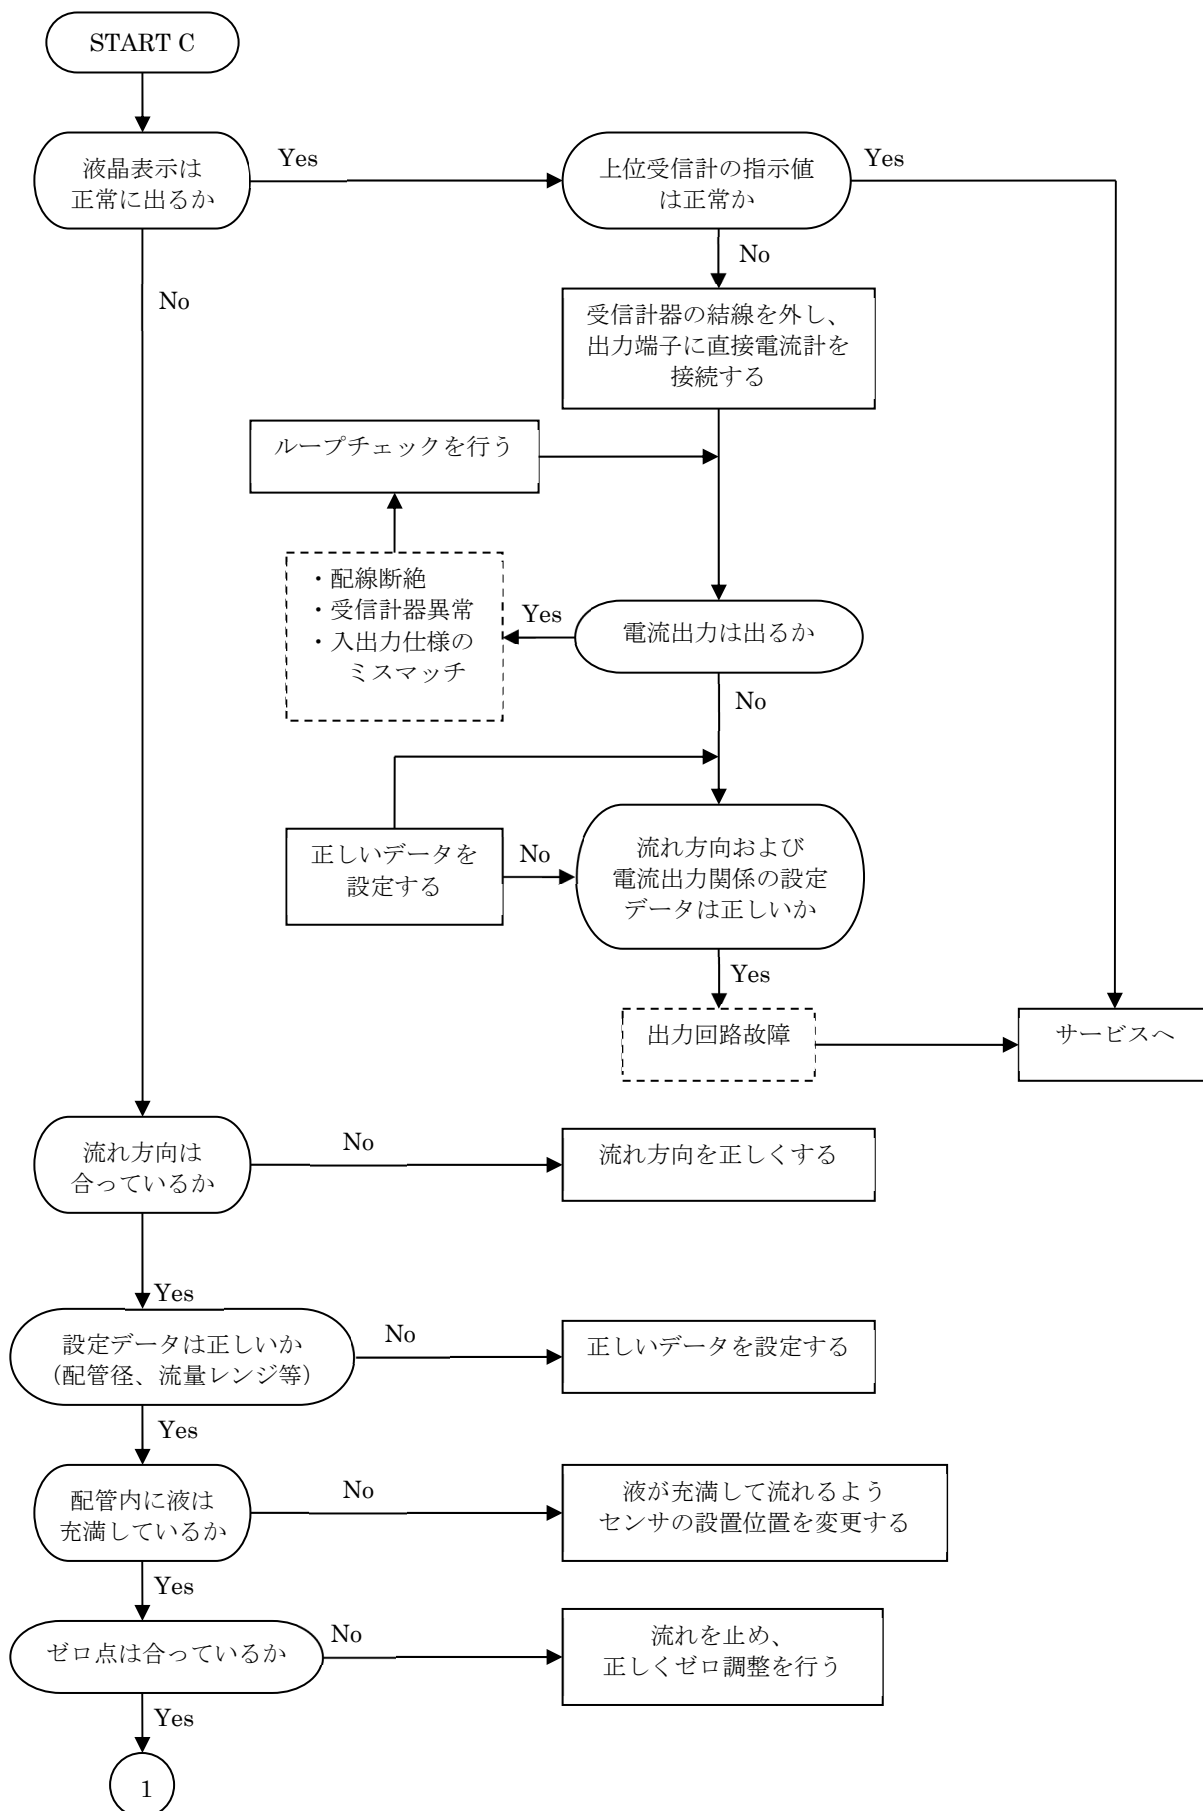 START C
液晶表示は
正常に出るか
Yes
上位受信計の指示値
は正常か
Yes
No
No
受信計器の結線を外し、
出力端子に直接電流計を
接続する
ループチェックを行う
・配線断絶
・受信計器異常
・入出力仕様の
ミスマッチ
Yes
電流出力は出るか
No
正しいデータを
設定する
No
流れ方向および
電流出力関係の設定
データは正しいか
Yes
出力回路故障
サービスへ
流れ方向は
合っているか
No
流れ方向を正しくする
Yes
設定データは正しいか
（配管径、流量レンジ等）
No
正しいデータを設定する
Yes
配管内に液は
充満しているか
No
液が充満して流れるよう
センサの設置位置を変更する
Yes
ゼロ点は合っているか
No
流れを止め、
正しくゼロ調整を行う
Yes
1